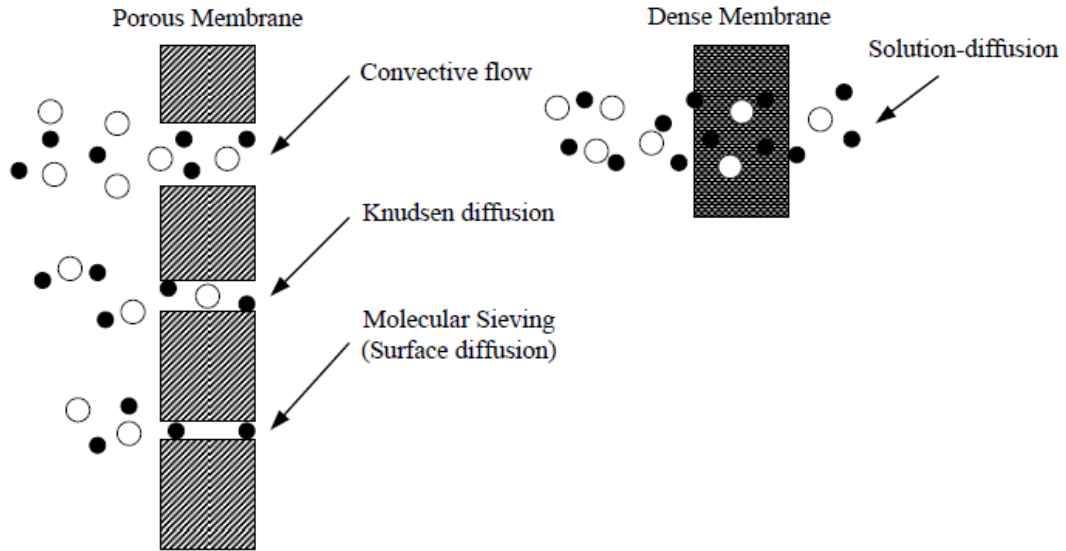 Porous Membrane
Dense Membrane
Solution-diffusion
Convective flow
Knudsen diffusion
Molecular Sieving
(Surface diffusion)